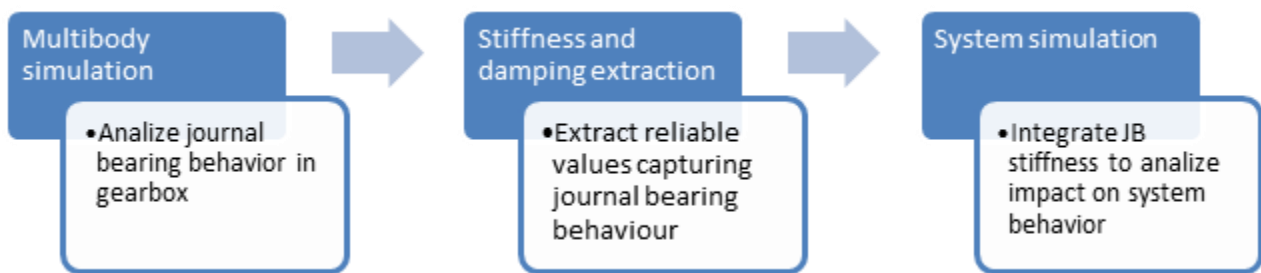 Multibody
simulation
•Analize journal
bearing behavior in
gearbox
Stiffness and
damping extraction
•Extract reliable
values capturing
journal bearing
behaviour
System simulation
•Integrate JB
stiffness to analize
impact on system
behavior